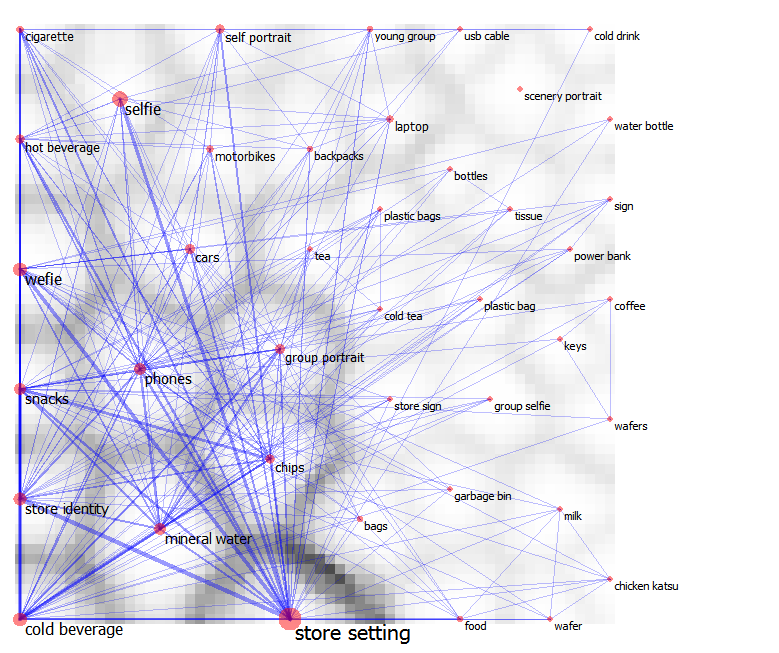 cigarette
self portrait
young group
usb cable
cold drink
scenery portrait
selfie
laptop
water bottle
hot beverage
motorbikes
backpacks
bottles
plastic bags
tissue
sign
cars
tea
power bank
wefie
plastic bag
coffee
cold tea
keys
group portrait
phones
snacks
store sign
group selfie
wafers
chips
garbage bin
store identity
milk
bags
mineral water
chicken katsu
cold beverage
store setting
food
wafer